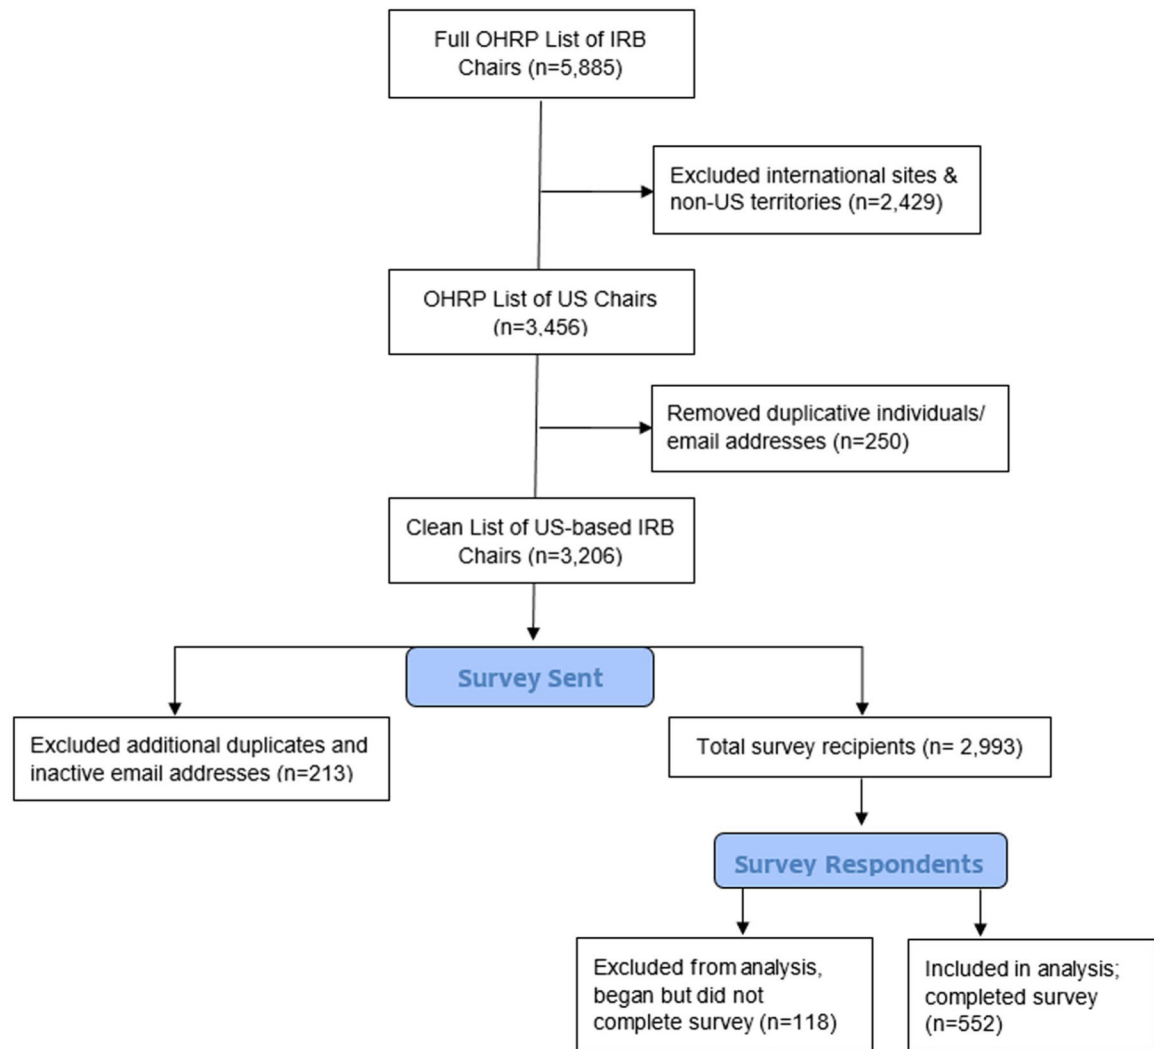 Full OHRP List of IRB
Chairs (n=5,885)
Excluded international sites &
non-US territories (n=2,429)
OHRP List of US Chairs
(n=3,456)
Removed duplicative individuals/
email addresses (n=250)
Clean List of US-based IRB
Chairs (n=3,206)
Survey Sent
Excluded additional duplicates and
inactive email addresses (n=213)
Total survey recipients (n= 2,993)
Survey Respondents
Excluded from analysis,
began but did not
complete survey (n=118)
Included in analysis;
completed survey
(n=552)